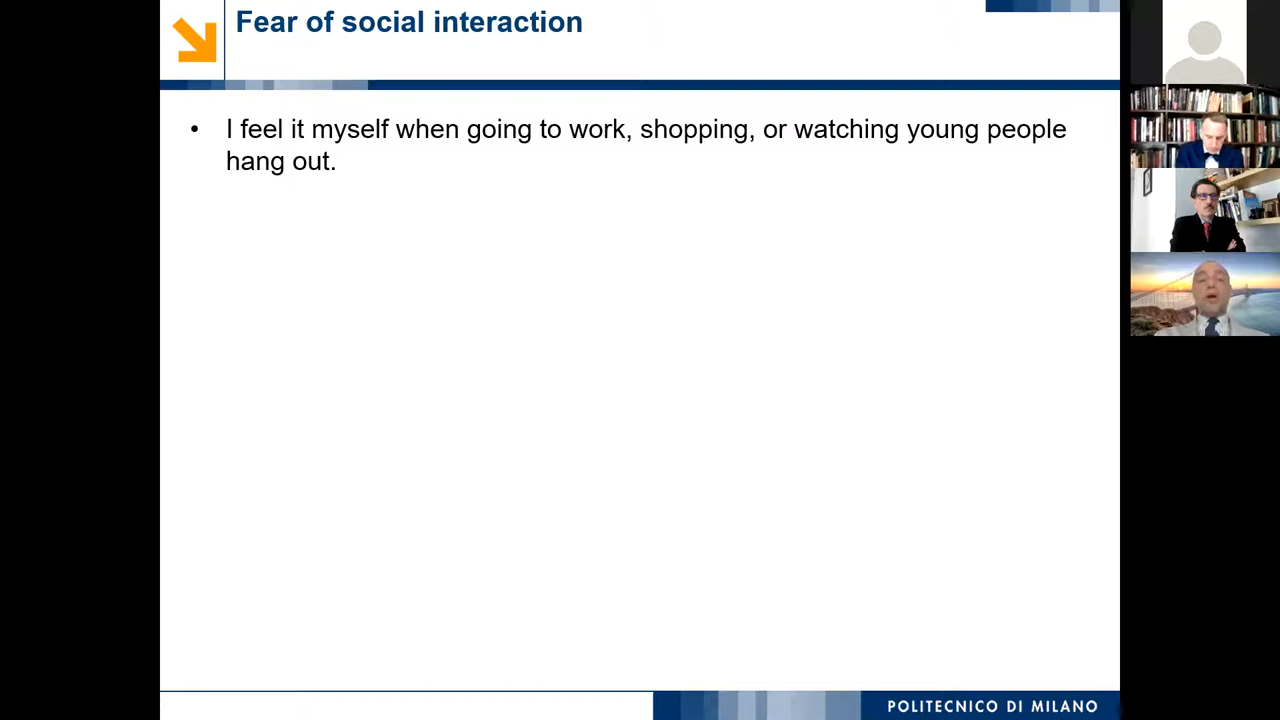 Fear of social interaction
• I feel it myself when going to work, shopping, or watching young people
hang out.
POLITECNICO DI MILANO